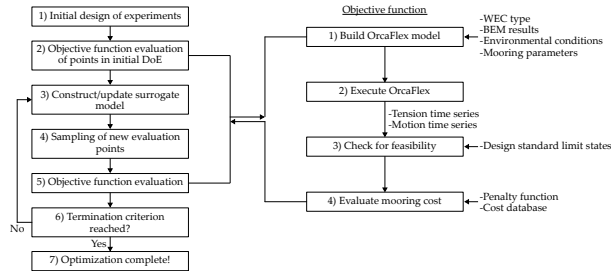 1) Initial design of experiments
2) Objective function evaluation
of points in initial DoE
3) Construct/update surrogate
model
4) Sampling of new evaluation
points
5) Objective function evaluation
6) Termination criterion
reached?
No
Yes
7) Optimization complete!
Objective function
1) Build OrcaFlex model
-WEC type
-BEM results
-Environmental conditions
-Mooring parameters
2) Execute OrcaFlex
-Tension time series
-Motion time series
3) Check for feasibility
-Design standard limit states
4) Evaluate mooring cost
-Penalty function
-Cost database